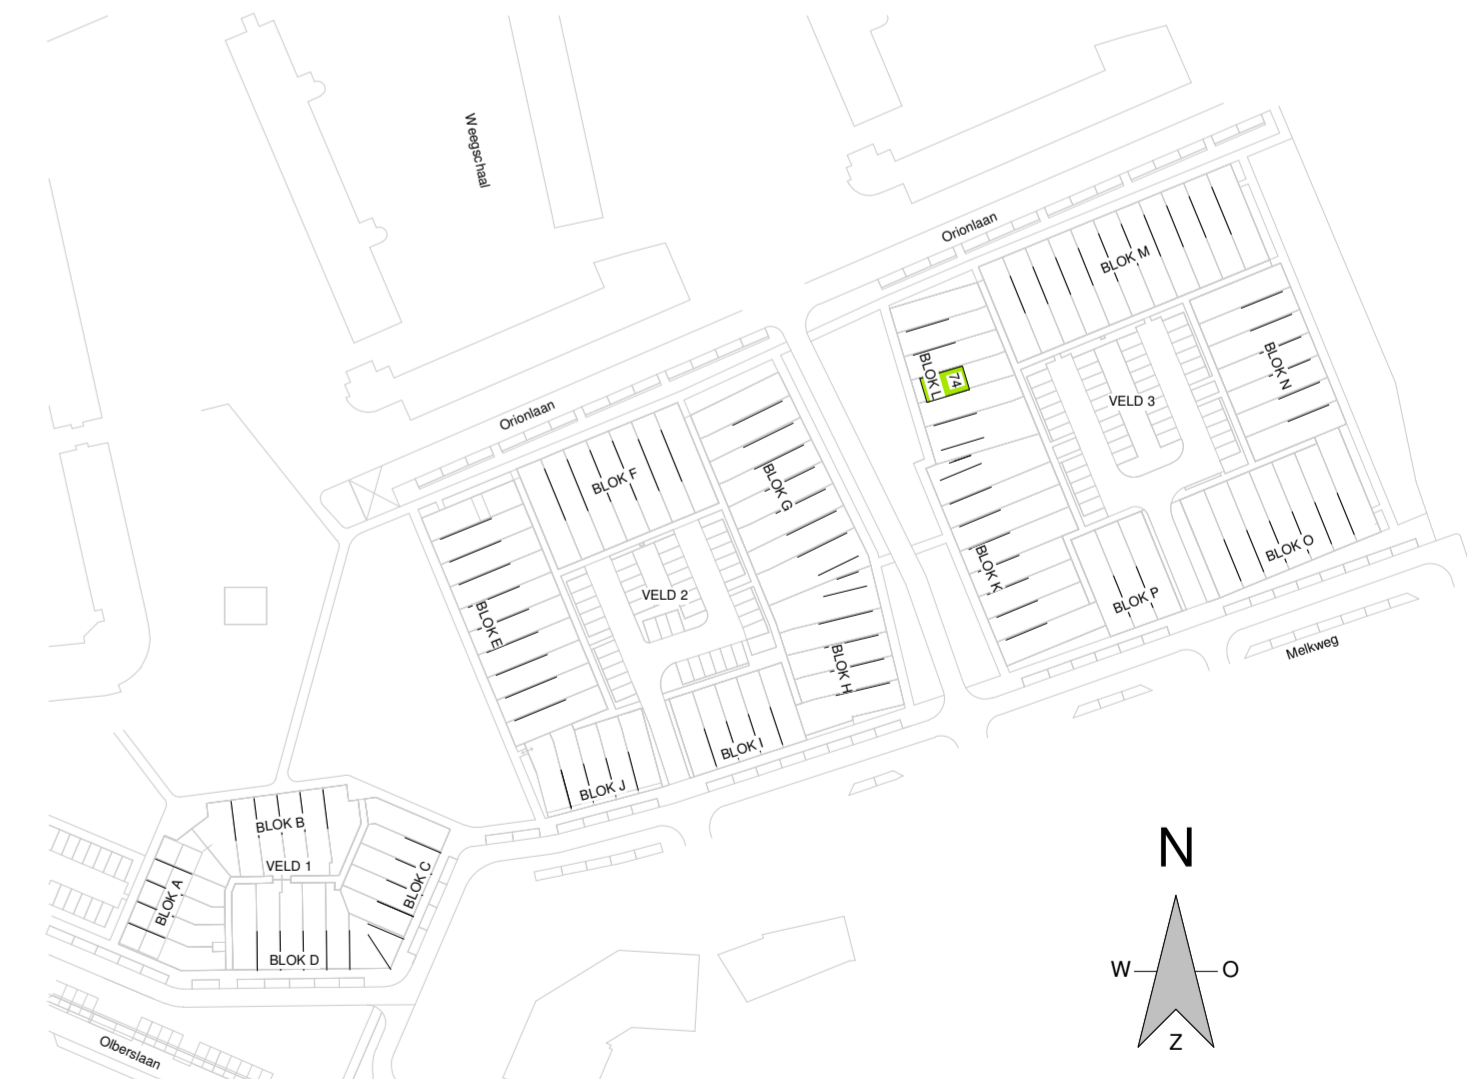 Weegschaal
Orionlaan
BLOK M
BLOK L
74
BLOK N
VELD 3
Orionlaan
BLOK F
BLOK G
BLOK K
BLOK O
BLOK P
VELD 2
BLOK E
BLOK H
Melkweg
BLOK I
BLOK J
BLOK B
VELD 1
BLOK C
BLOK A
BLOK D
Olberslaan
N
W
O
Z